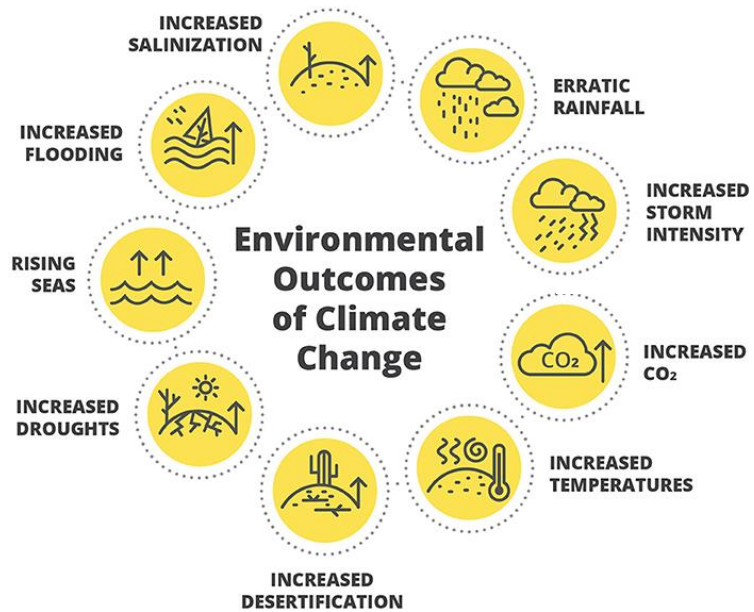 INCREASED
SALINIZATION
ERRATIC
RAINFALL
INCREASED
STORM
INTENSITY
INCREASED
CO₂
CO₂
INCREASED
TEMPERATURES
INCREASED
DESERTIFICATION
INCREASED
DROUGHTS
RISING
SEAS
INCREASED
FLOODING
Environmental
Outcomes
of Climate
Change